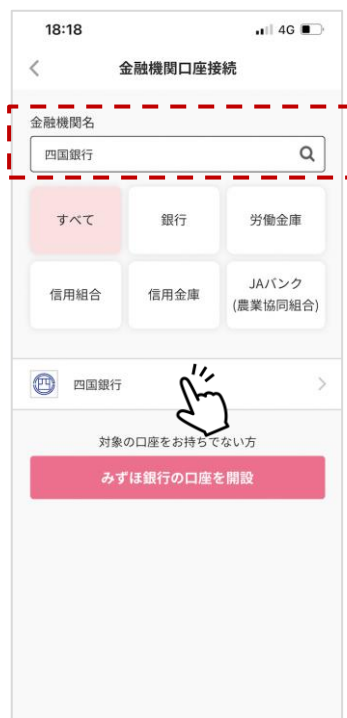 18:18
4G
金融機関口座接続
金融機関名
四国銀行
すべて
銀行
労働金庫
信用組合
信用金庫
JAバンク
(農業協同組合)
四国銀行
対象の口座をお持ちでない方
みずほ銀行の口座を開設